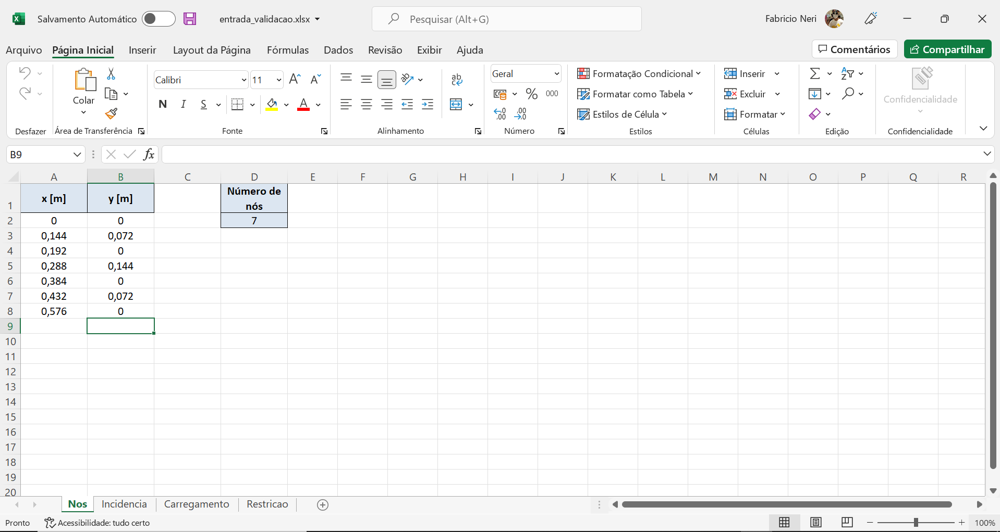 Salvamento Automático
entrada_validacao.xlsx
Pesquisar (Alt+G)
Fabricio Neri
Arquivo Página Inicial Inserir Layout da Página Fórmulas Dados Revisão Exibir Ajuda
Comentários
Compartilhar
Desfazer
Colar
Área de Transferência
Calibri 11
N I S
Fonte
ab
Alinhamento
Geral
% 000
Número
Formatação Condicional
Formatar como Tabela
Estilos de Célula
Estilos
Inserir
Excluir
Formatar
Células
Edição
Confidencialidade
Confidencialidade
B9
fx
A B C D E F G H I J K L M N O P Q R
1 x [m] y [m] Número de
nós
2 0 0 7
3 0,144 0,072
4 0,192 0
5 0,288 0,144
6 0,384 0
7 0,432 0,072
8 0,576 0
9
10
11
12
13
14
15
16
17
18
19
20
Nos Incidencia Carregamento Restricao
Pronto Acessibilidade: tudo certo
100%